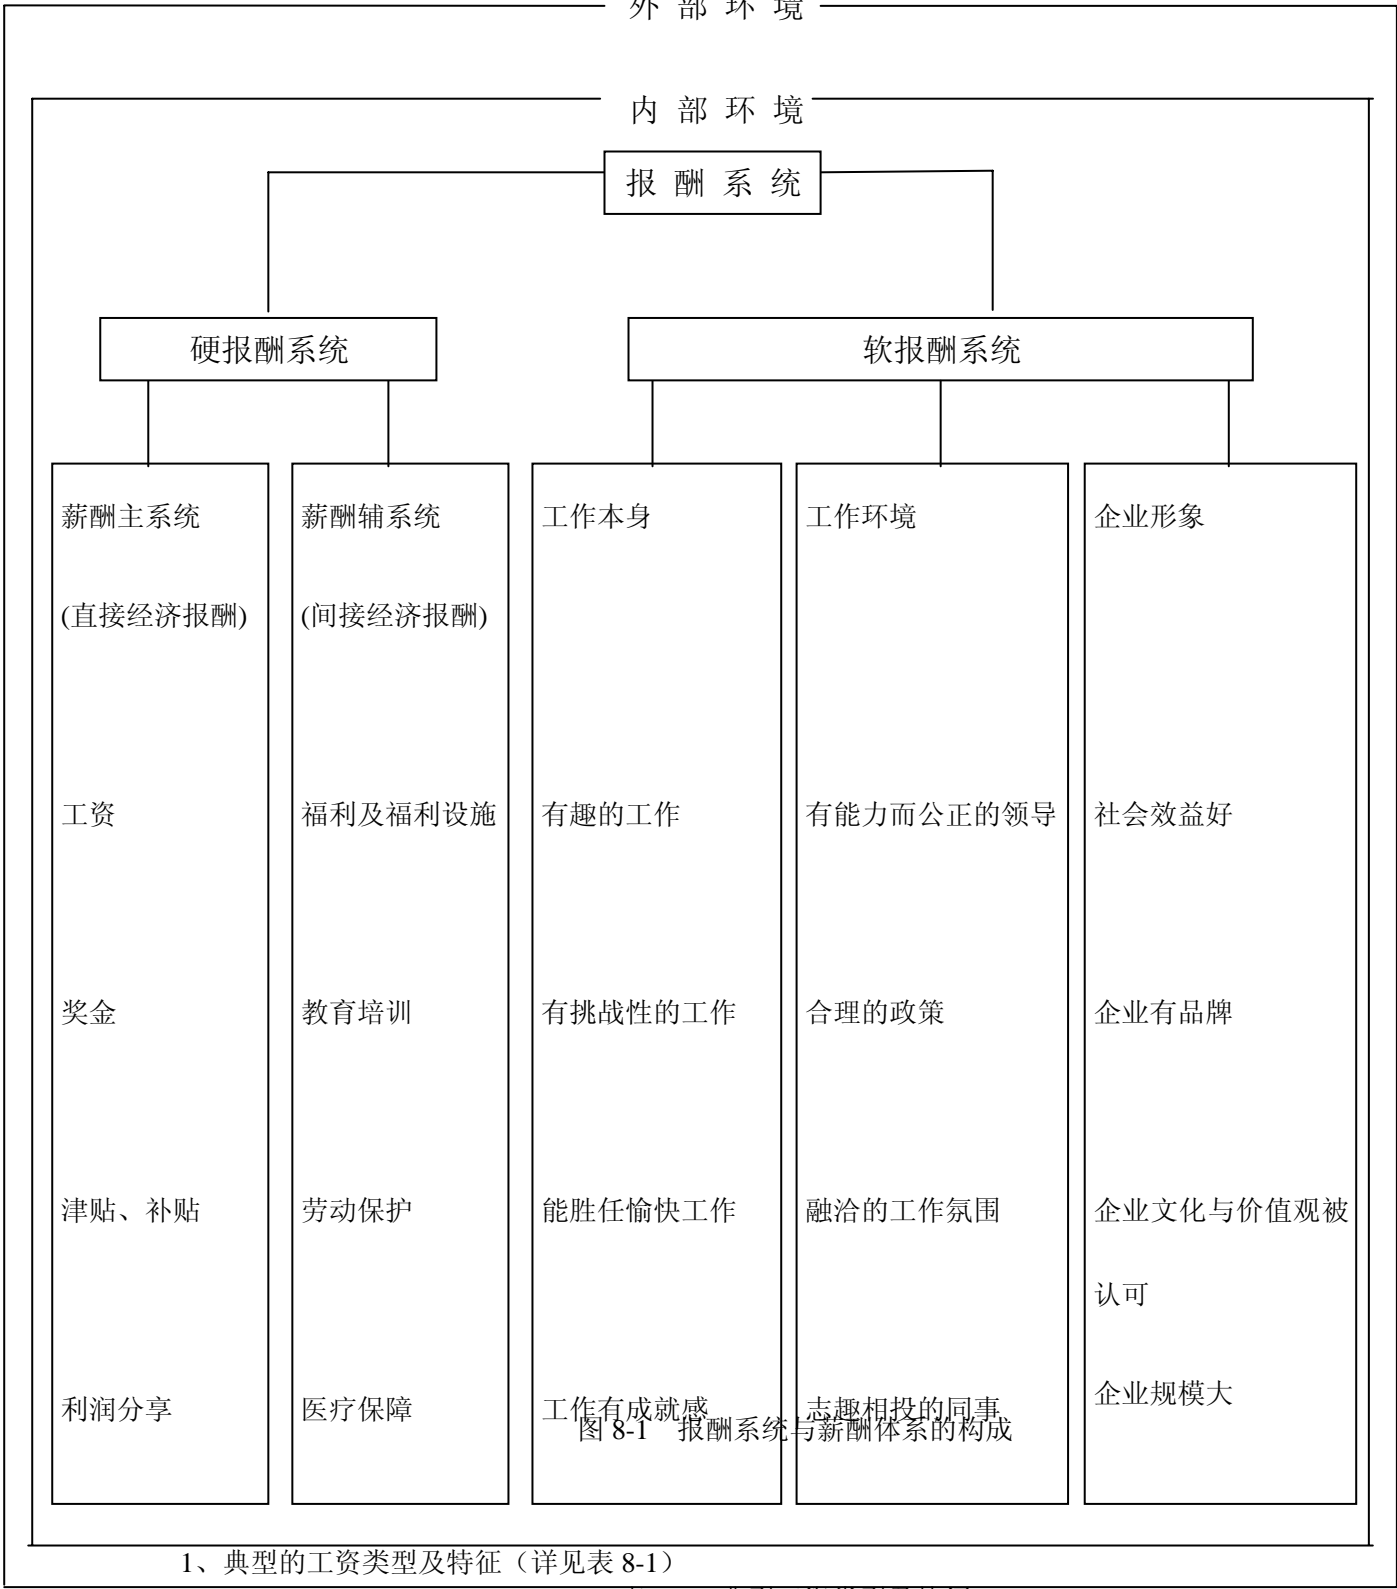 外 部 环 境
内 部 环 境
报 酬 系 统
硬报酬系统
软报酬系统
薪酬主系统
(直接经济报酬)
工资
奖金
津贴、补贴
利润分享
薪酬辅系统
(间接经济报酬)
福利及福利设施
教育培训
劳动保护
医疗保障
工作本身
有趣的工作
有挑战性的工作
能胜任愉快工作
工作有成就感
工作环境
有能力而公正的领导
合理的政策
融洽的工作氛围
志趣相投的同事
企业形象
社会效益好
企业有品牌
企业文化与价值观被
认可
企业规模大
图 8-1 报酬系统与薪酬体系的构成
1、典型的工资类型及特征（详见表 8-1）